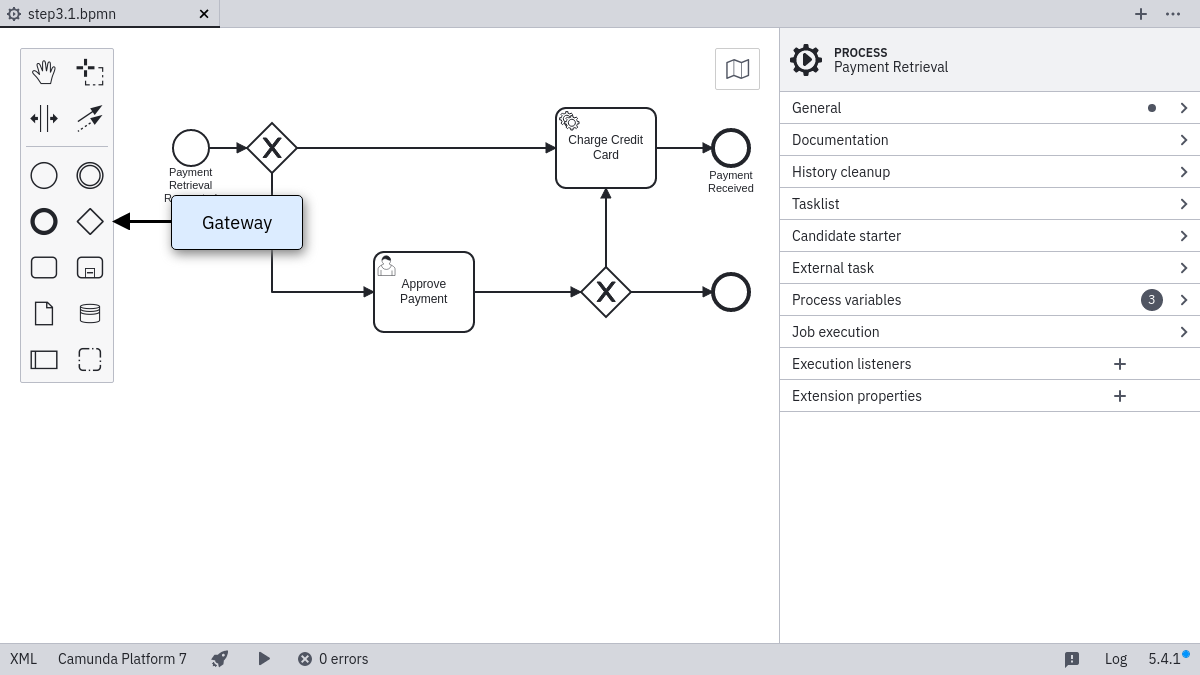 step3.1.bpmn
PROCESS
Payment Retrieval
General
Documentation
History cleanup
Tasklist
Candidate starter
External task
Process variables
3
Job execution
Execution listeners
Extension properties
Payment
Retrieval
Gateway
Charge Credit
Card
Payment
Received
Approve
Payment
XML
Camunda Platform 7
0 errors
Log
5.4.1